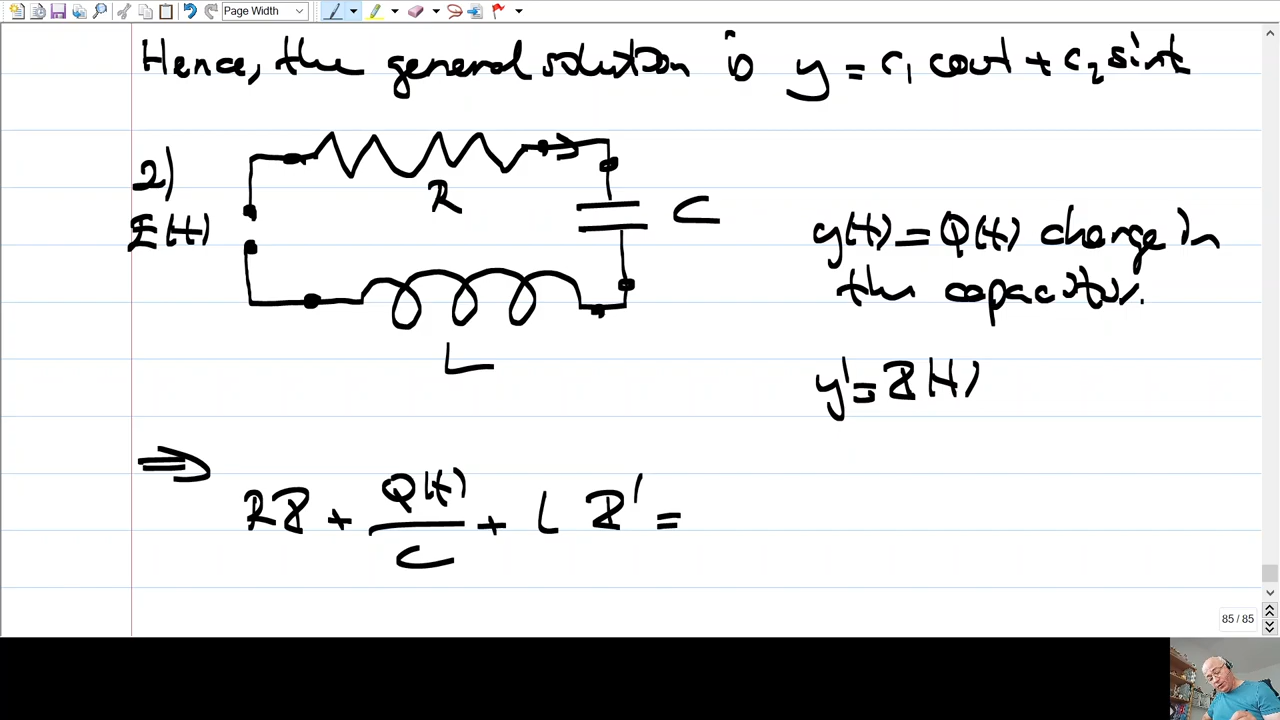 Page Width
Hence, the general solution is y = c₁ cost + c₂ sint
2)
E(t)
R
C
L
y(t) = Q(t) charge in
the capacitor.
y' = I(t)
⇒ RI + Q(t)/C + L I' =
85 / 85